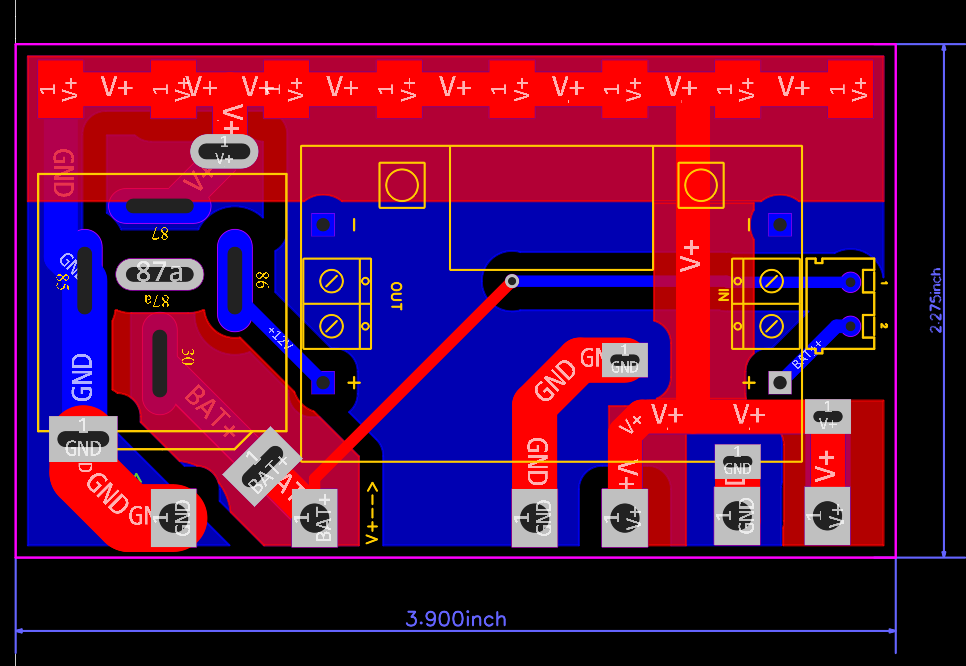 1 V+ V+ 1 V+ V+ V+ 1 V+ V+ 1 V+ V+ 1 V+ V+ 1 V+ V+ 1 V+ V+ 1 V+
V+
1
V+
GND
V+
87
GND
85
87a
87a
86
+12V
30
BAT+
GND
1
GND
GND
1
GND
1
BAT+
1
BAT+
−
+
OUT
V+
−
IN
+
1
2
BAT+
GND
1
GND
GND
V+
V+
V+
1
V+
V+
1
GND
V+
V+--->
1
GND
1
V+
1
GND
1
V+
2.275inch
3.900inch